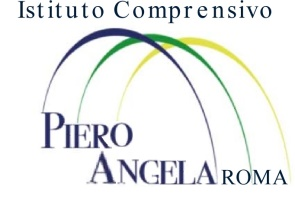 Istituto Comprensivo
PIERO
ANGELA ROMA